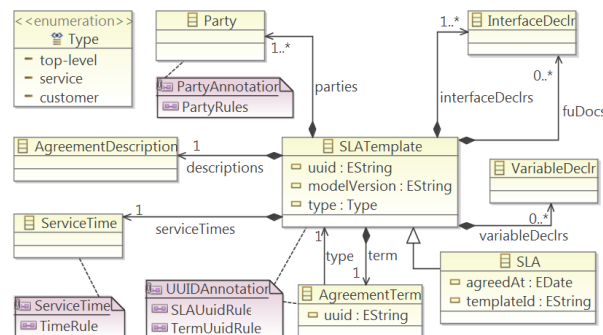 <<enumeration>>
Type
top-level
service
customer
Party
1..*
PartyAnnotation
PartyRules
parties
1..*
InterfaceDeclr
interfaceDeclrs
0..*
fuDocs
AgreementDescription
1
descriptions
SLATemplate
uuid : EString
modelVersion : EString
type : Type
VariableDeclr
0..*
variableDeclrs
ServiceTime
1
serviceTimes
1
type
term
1
SLA
agreedAt : EDate
templateId : EString
ServiceTimeL
TimeRule
UUIDAnnotation
SLAUuidRule
TermUuidRule
AgreementTerm
uuid : EString